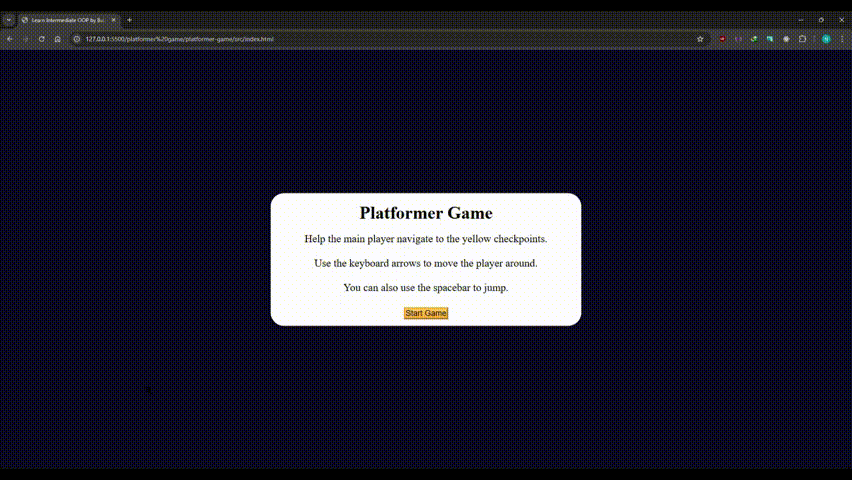 Learn Intermediate OOP by Bui...
127.0.0.1:5500/platformer%20game/platformer-game/src/index.html
Platformer Game
Help the main player navigate to the yellow checkpoints.
Use the keyboard arrows to move the player around.
You can also use the spacebar to jump.
Start Game